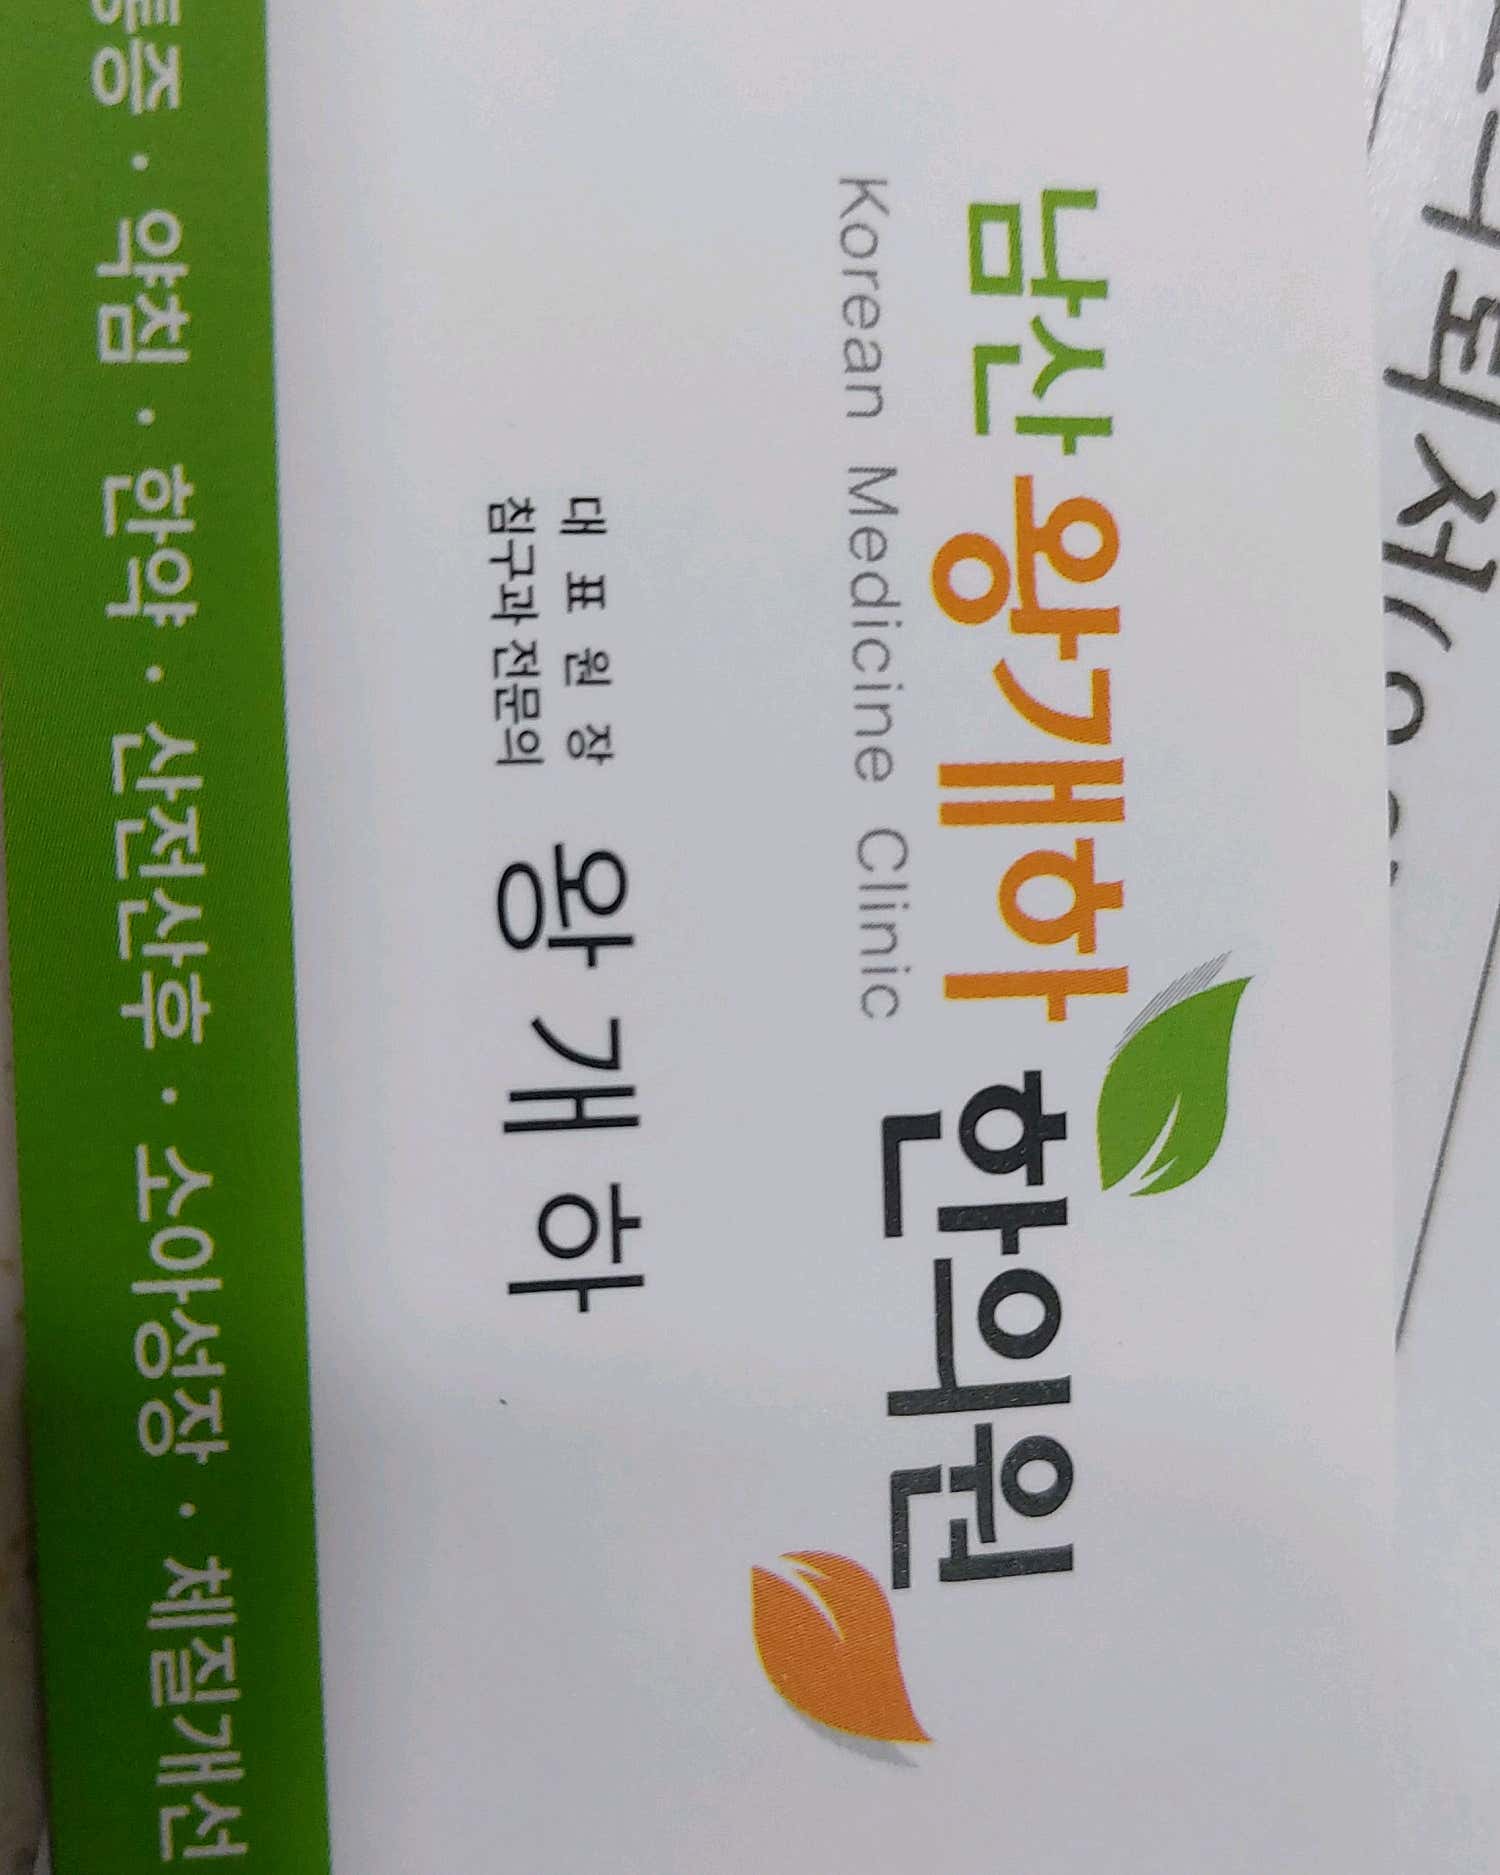 남산왕개하한의원
Korean Medicine Clinic
대표원장
침구과전문의
왕개하
통증 · 약침 · 한약 · 산전산후 · 소아성장 · 체질개선